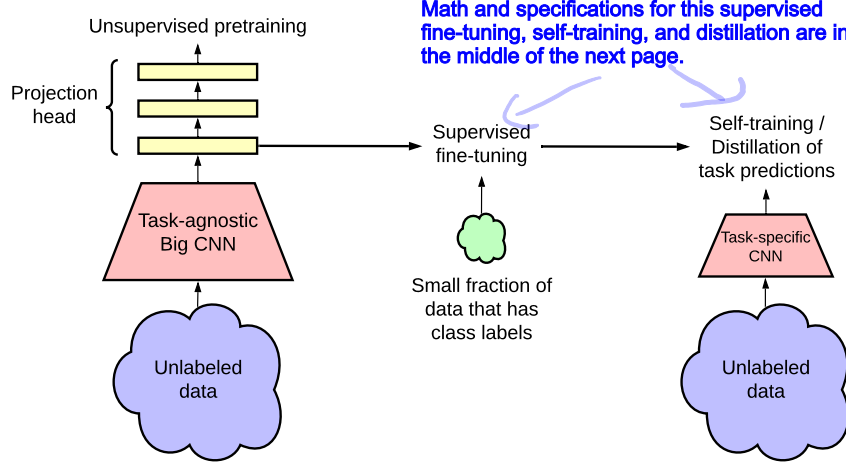 Math and specifications for this supervised
fine-tuning, self-training, and distillation are in
the middle of the next page.
Unsupervised pretraining
Projection
head
Supervised
fine-tuning
Self-training /
Distillation of
task predictions
Task-agnostic
Big CNN
Task-specific
CNN
Small fraction of
data that has
class labels
Unlabeled
data
Unlabeled
data